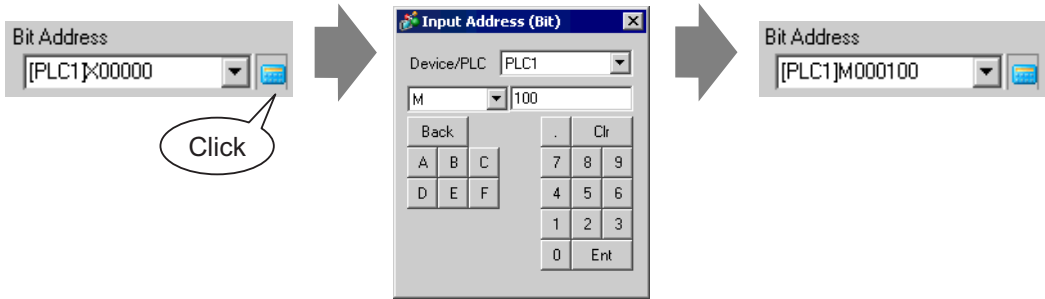 Bit Address
[PLC1]X00000
Click
Input Address (Bit)
Device/PLC PLC1
M 100
Back . Clr
A B C 7 8 9
D E F 4 5 6
1 2 3
0 Ent
Bit Address
[PLC1]M000100